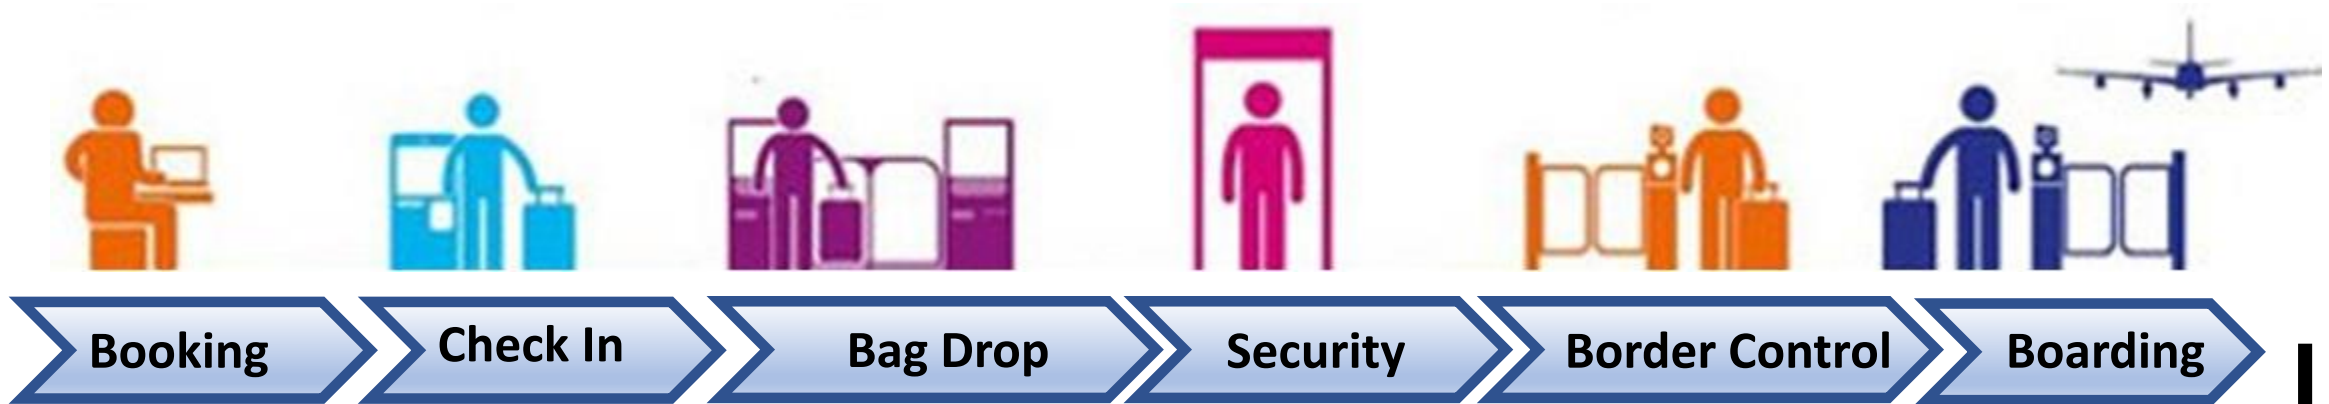 Booking
Check In
Bag Drop
Security
Border Control
Boarding